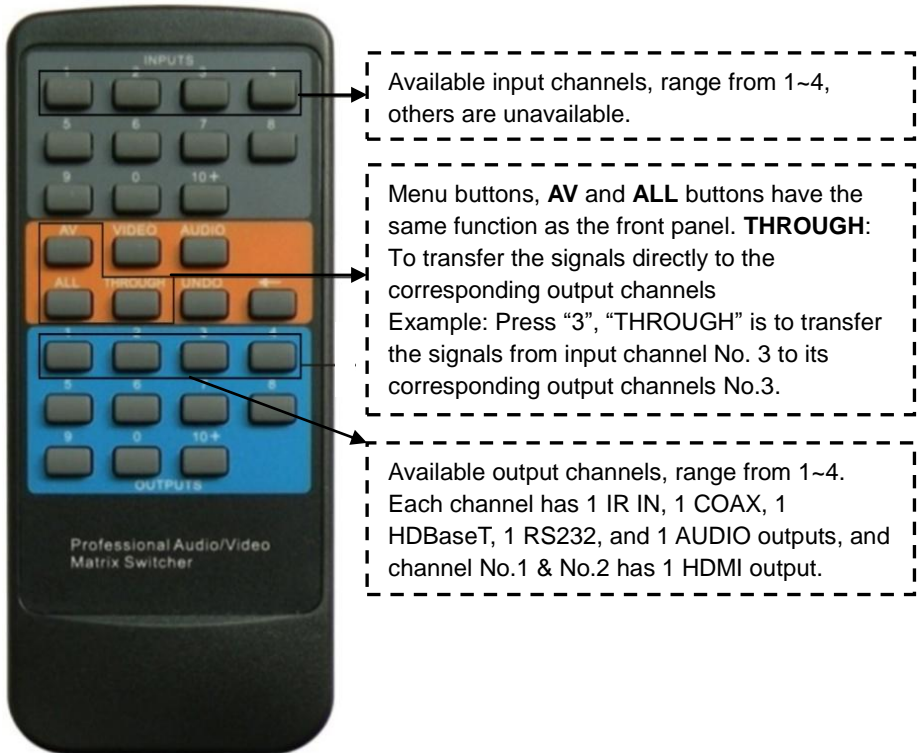 INPUTS
1 2 3 4
5 6 7 8
9 0 10+
AV VIDEO AUDIO
ALL THROUGH UNDO ←
1 2 3 4
5 6 7 8
9 0 10+
OUTPUTS
Professional Audio/Video
Matrix Switcher
Available input channels, range from 1~4,
others are unavailable.
Menu buttons, AV and ALL buttons have the
same function as the front panel. THROUGH:
To transfer the signals directly to the
corresponding output channels
Example: Press “3”, “THROUGH” is to transfer
the signals from input channel No. 3 to its
corresponding output channels No.3.
Available output channels, range from 1~4.
Each channel has 1 IR IN, 1 COAX, 1
HDBaseT, 1 RS232, and 1 AUDIO outputs, and
channel No.1 & No.2 has 1 HDMI output.